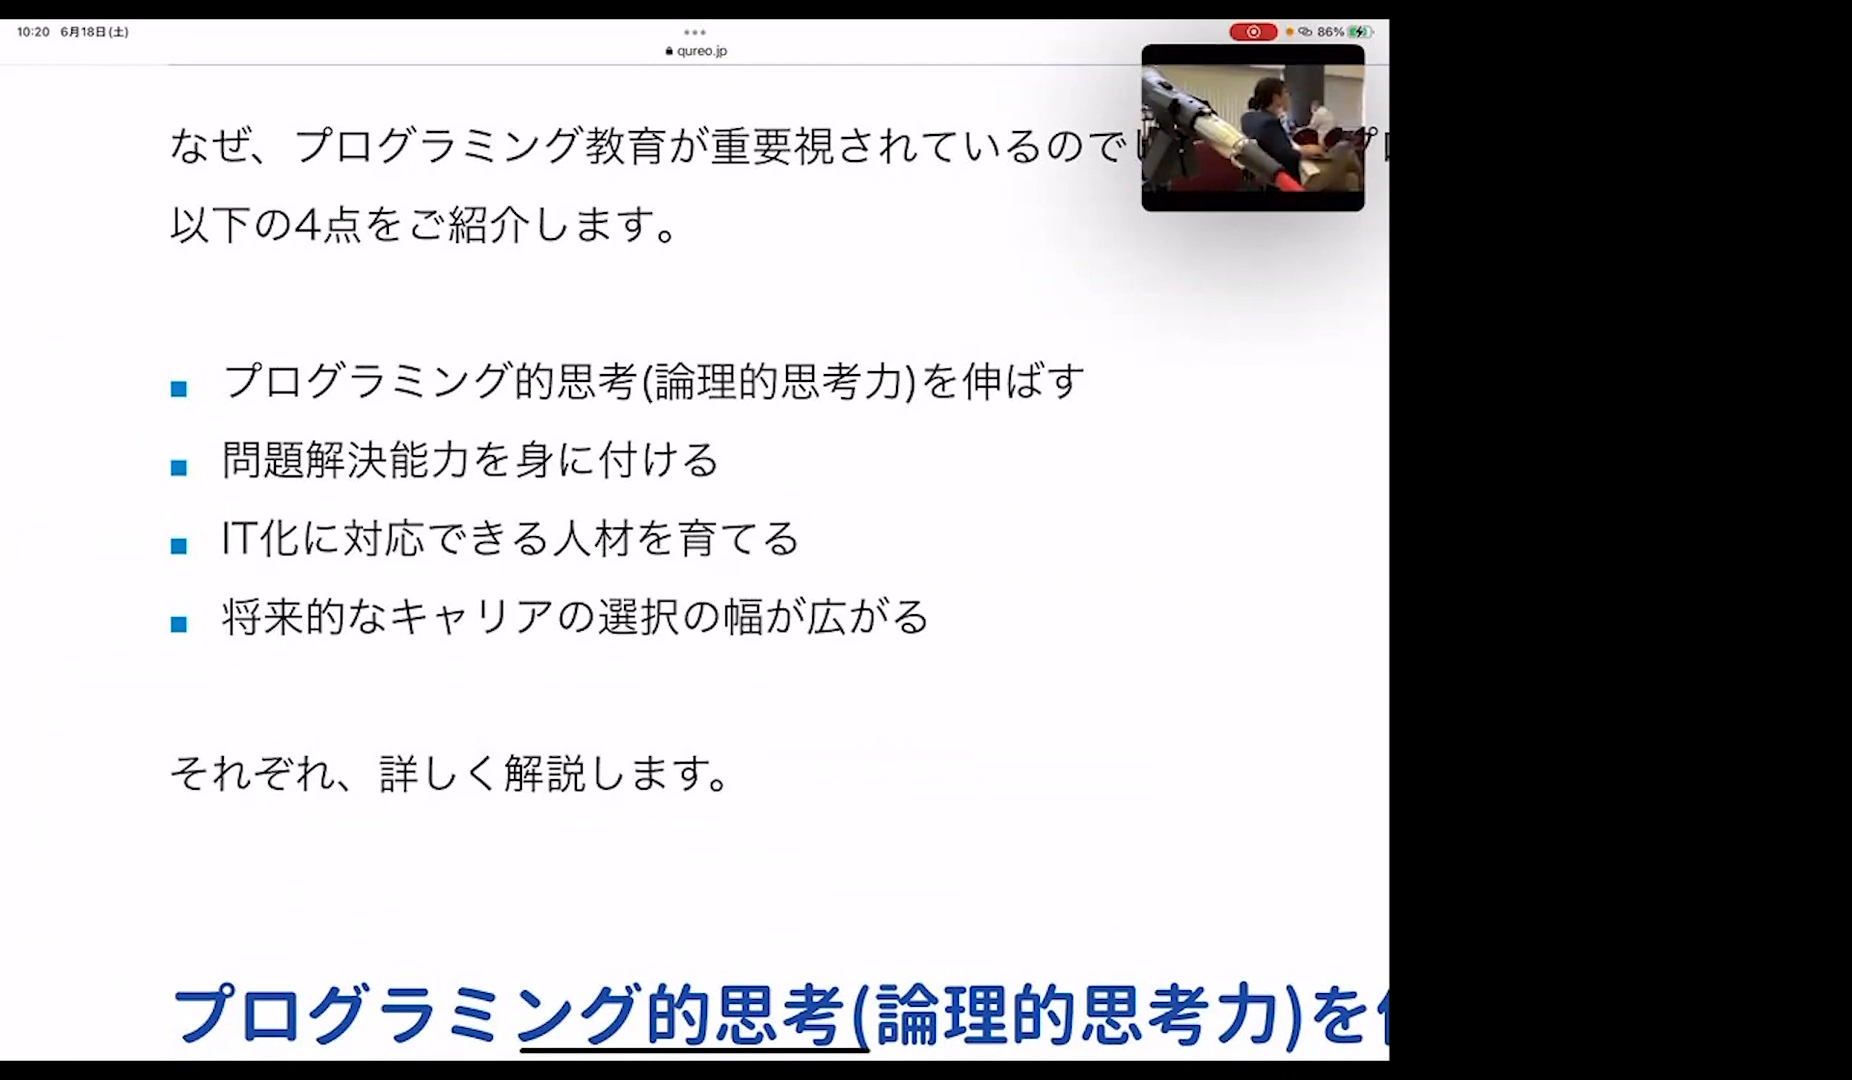 10:20 6月18日(土)
86%
qureo.jp
なぜ、プログラミング教育が重要視されているので
以下の4点をご紹介します。
プログラミング的思考(論理的思考力)を伸ばす
問題解決能力を身に付ける
IT化に対応できる人材を育てる
将来的なキャリアの選択の幅が広がる
それぞれ、詳しく解説します。
プログラミング的思考(論理的思考力)を